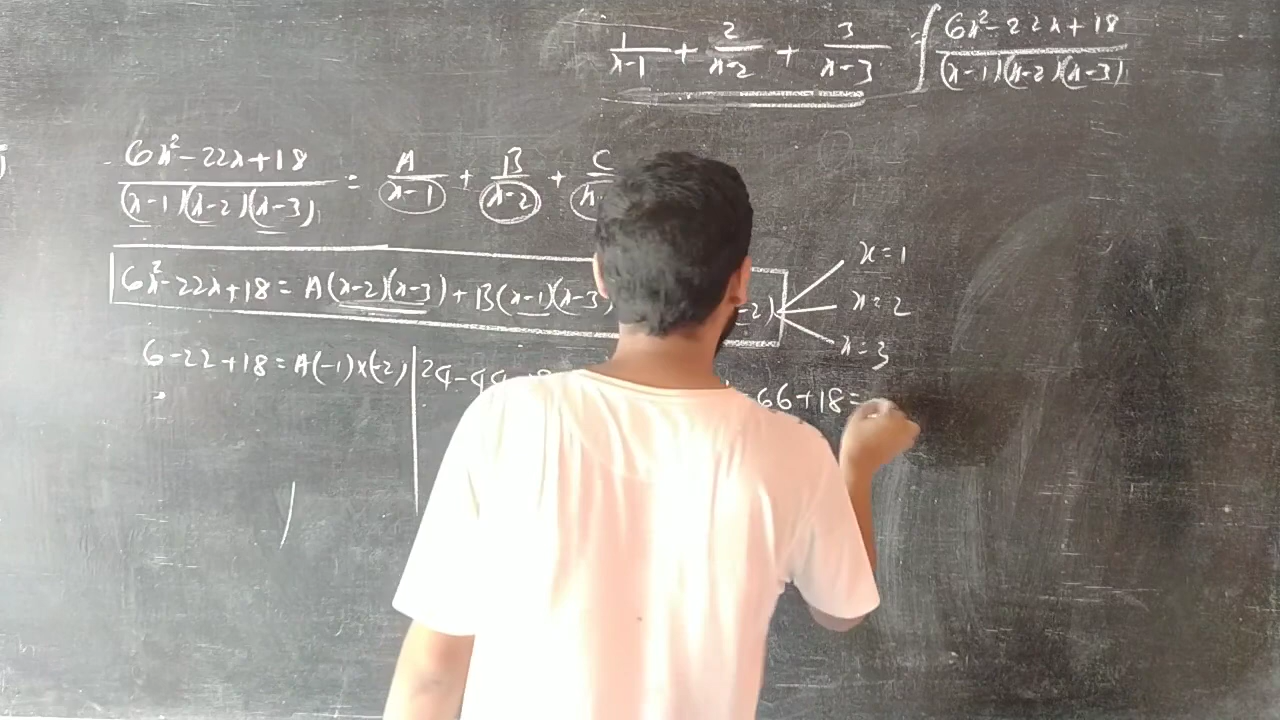 1/(x-1) + 2/(x-2) + 3/(x-3) ∫ (6x²-22x+18)/((x-1)(x-2)(x-3))
(6x²-22x+18)/((x-1)(x-2)(x-3)) = A/(x-1) + B/(x-2) + C
6x²-22x+18 = A(x-2)(x-3) + B(x-1)(x-3) -2)
x=1
x=2
x=3
6-22+18 = A(-1)×(-2)
24-44
66+18=